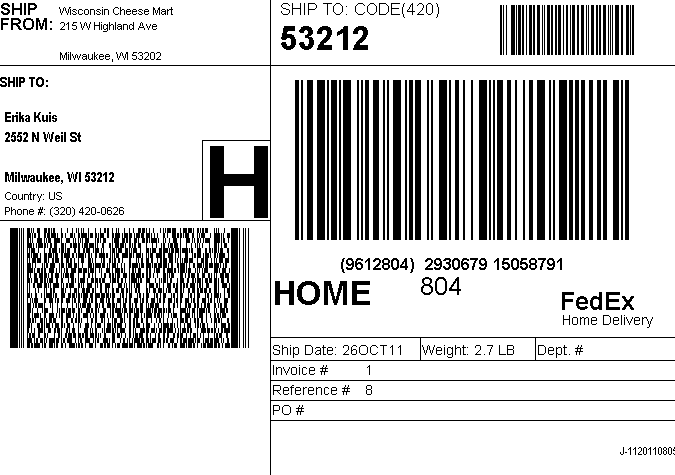 SHIP FROM:
Wisconsin Cheese Mart
215 W Highland Ave
Milwaukee, WI 53202
SHIP TO: CODE(420)
53212
SHIP TO:
Erika Kuis
2552 N Weil St
Milwaukee, WI 53212
Country: US
Phone #: (320) 420-0626
H
(9612804) 2930679 15058791
HOME
804
FedEx
Home Delivery
Ship Date: 26OCT11 Weight: 2.7 LB Dept. #
Invoice # 1
Reference # 8
PO #
J-1120110805